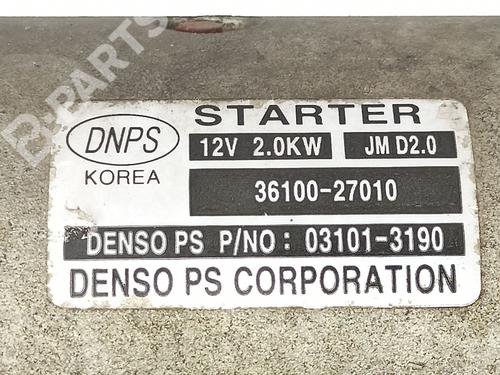 B-PARTS
STARTER
DNPS
12V 2.0KW
JM D2.0
KOREA
36100-27010
DENSO PS P/NO : 03101-3190
DENSO PS CORPORATION